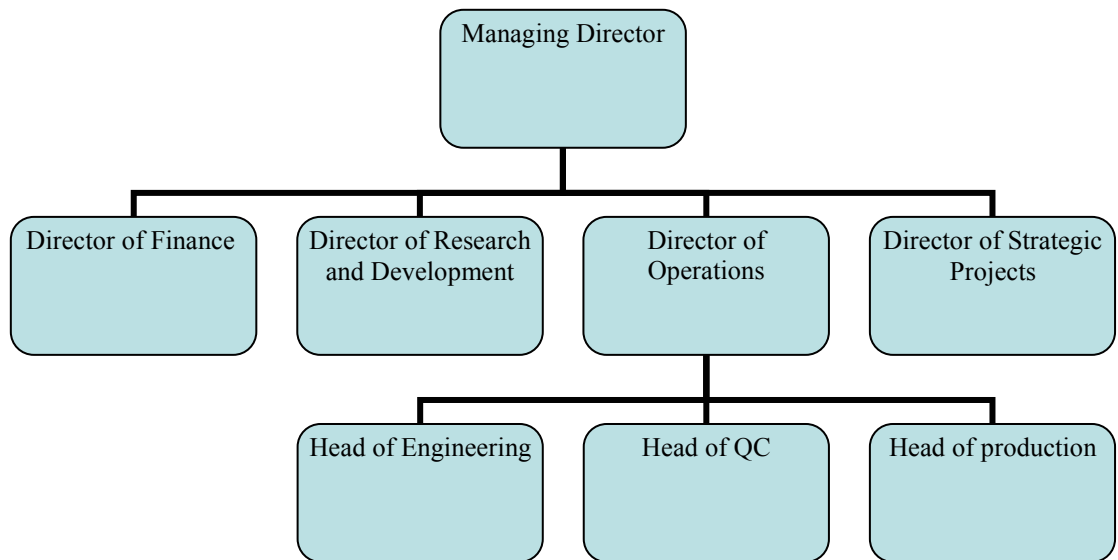 Managing Director
Director of Finance
Director of Research
and Development
Director of
Operations
Director of Strategic
Projects
Head of Engineering
Head of QC
Head of production